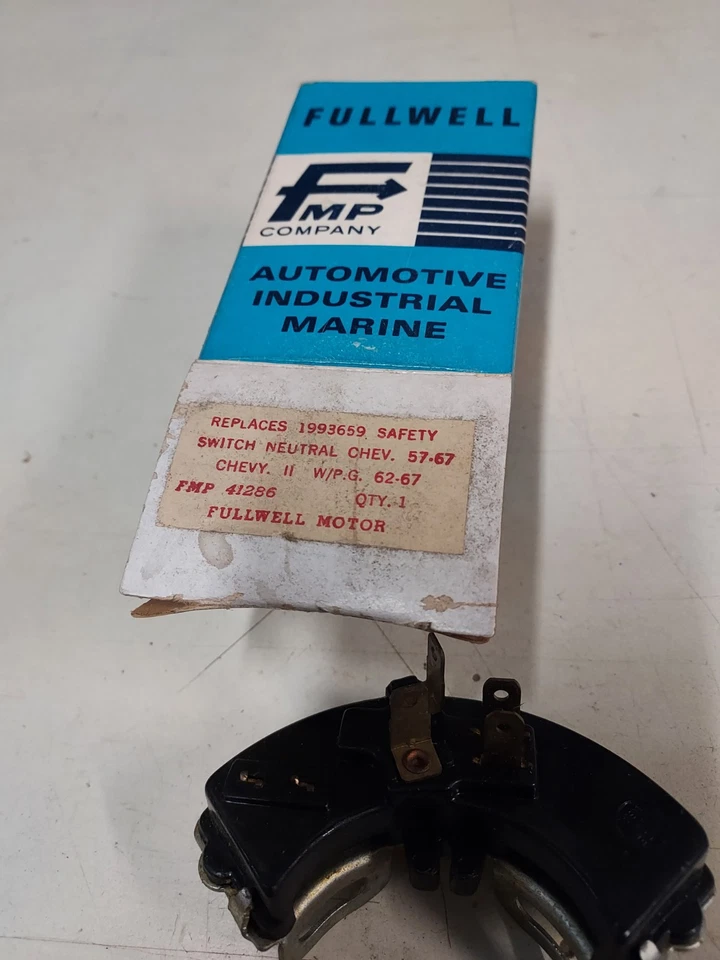 FULLWELL
FMP
COMPANY
AUTOMOTIVE
INDUSTRIAL
MARINE
REPLACES 1993659 SAFETY
SWITCH NEUTRAL CHEV. 57-67
CHEVY. II W/P.G. 62-67
FMP 41286 QTY. 1
FULLWELL MOTOR